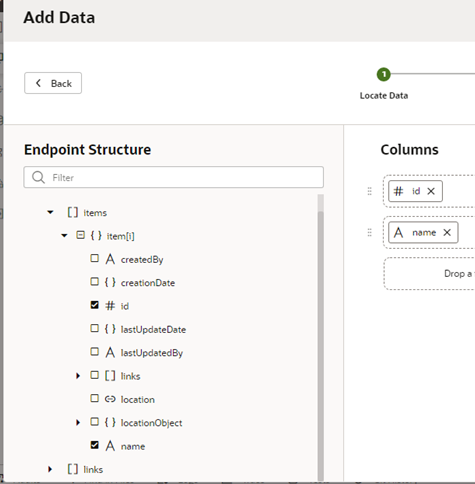 Add Data
Back
1
Locate Data
Endpoint Structure
Filter
[ ] items
{ } item[i]
A createdBy
{ } creationDate
# id
{ } lastUpdateDate
A lastUpdatedBy
[ ] links
location
{ } locationObject
A name
[ ] links
Columns
# id
A name
Drop a